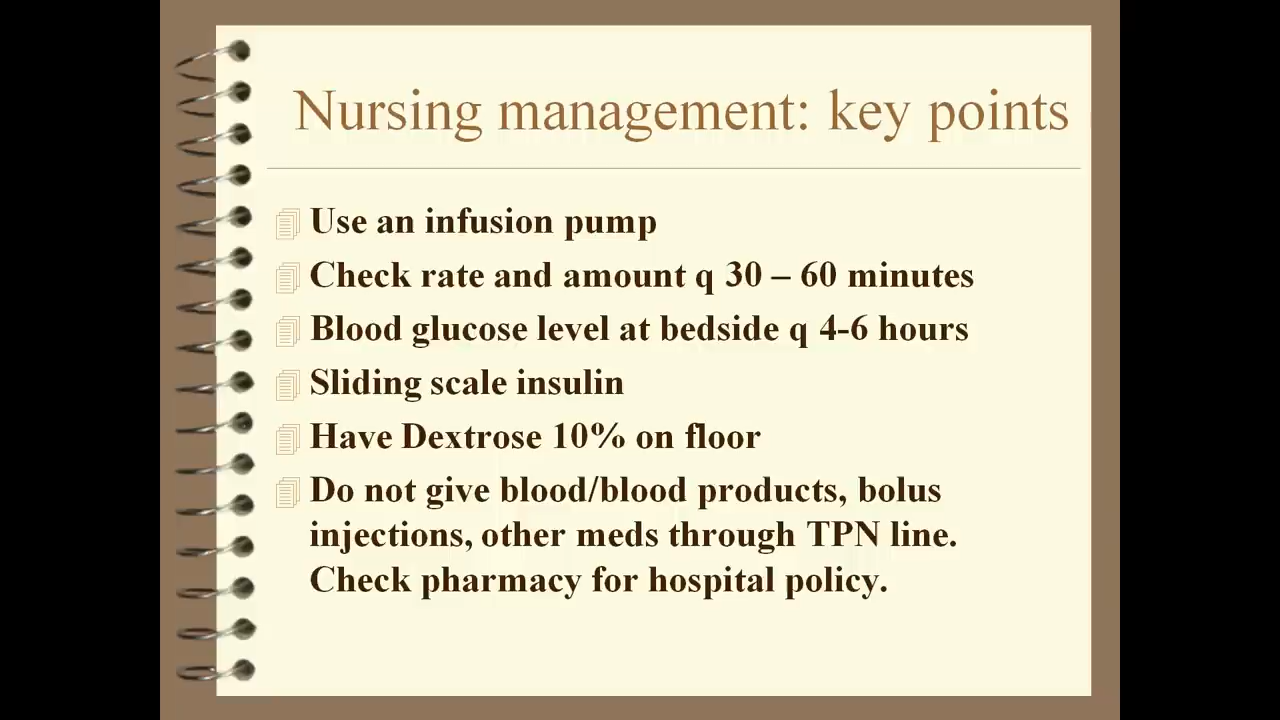 Nursing management: key points
Use an infusion pump
Check rate and amount q 30 – 60 minutes
Blood glucose level at bedside q 4-6 hours
Sliding scale insulin
Have Dextrose 10% on floor
Do not give blood/blood products, bolus
injections, other meds through TPN line.
Check pharmacy for hospital policy.